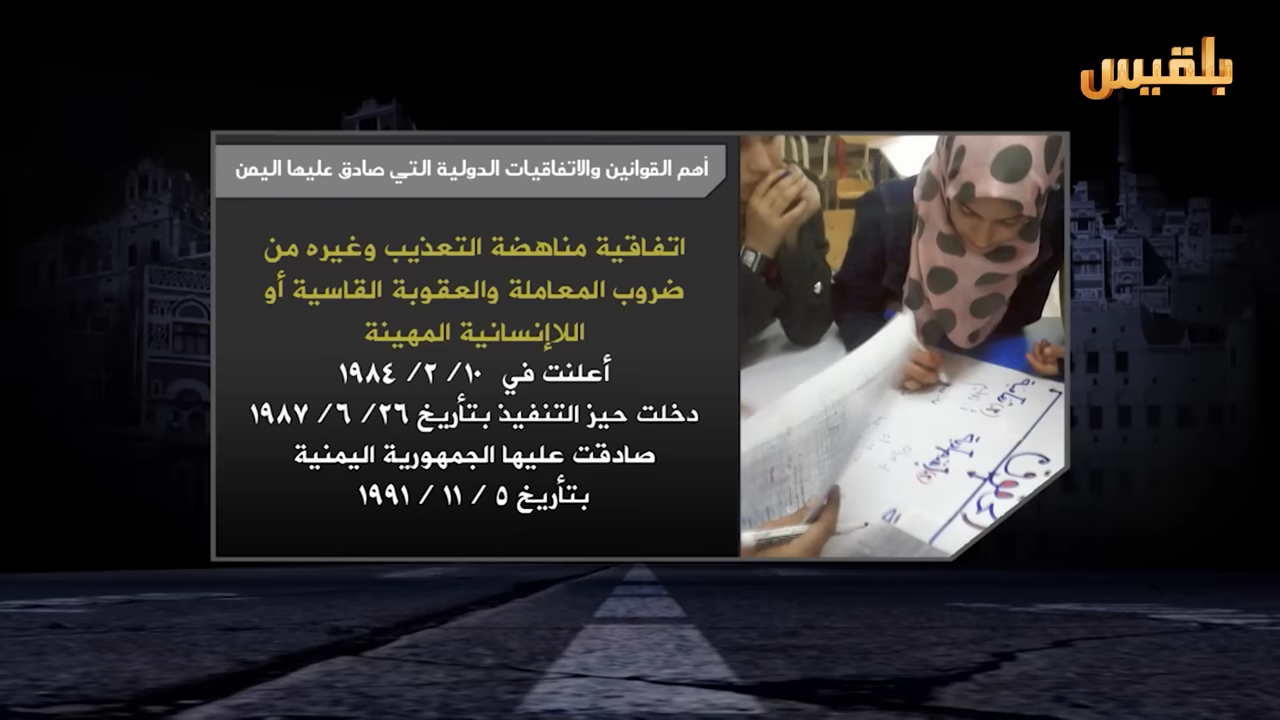 بلقيس
أهم القوانين والاتفاقيات الدولية التي صادق عليها اليمن
اتفاقية مناهضة التعذيب وغيره من
ضروب المعاملة والعقوبة القاسية أو
اللاإنسانية المهينة
أعلنت في ١٠/ ٢/ ١٩٨٤
دخلت حيز التنفيذ بتأريخ ٢٦/ ٦/ ١٩٨٧
صادقت عليها الجمهورية اليمنية
بتأريخ ٥ / ١١ / ١٩٩١